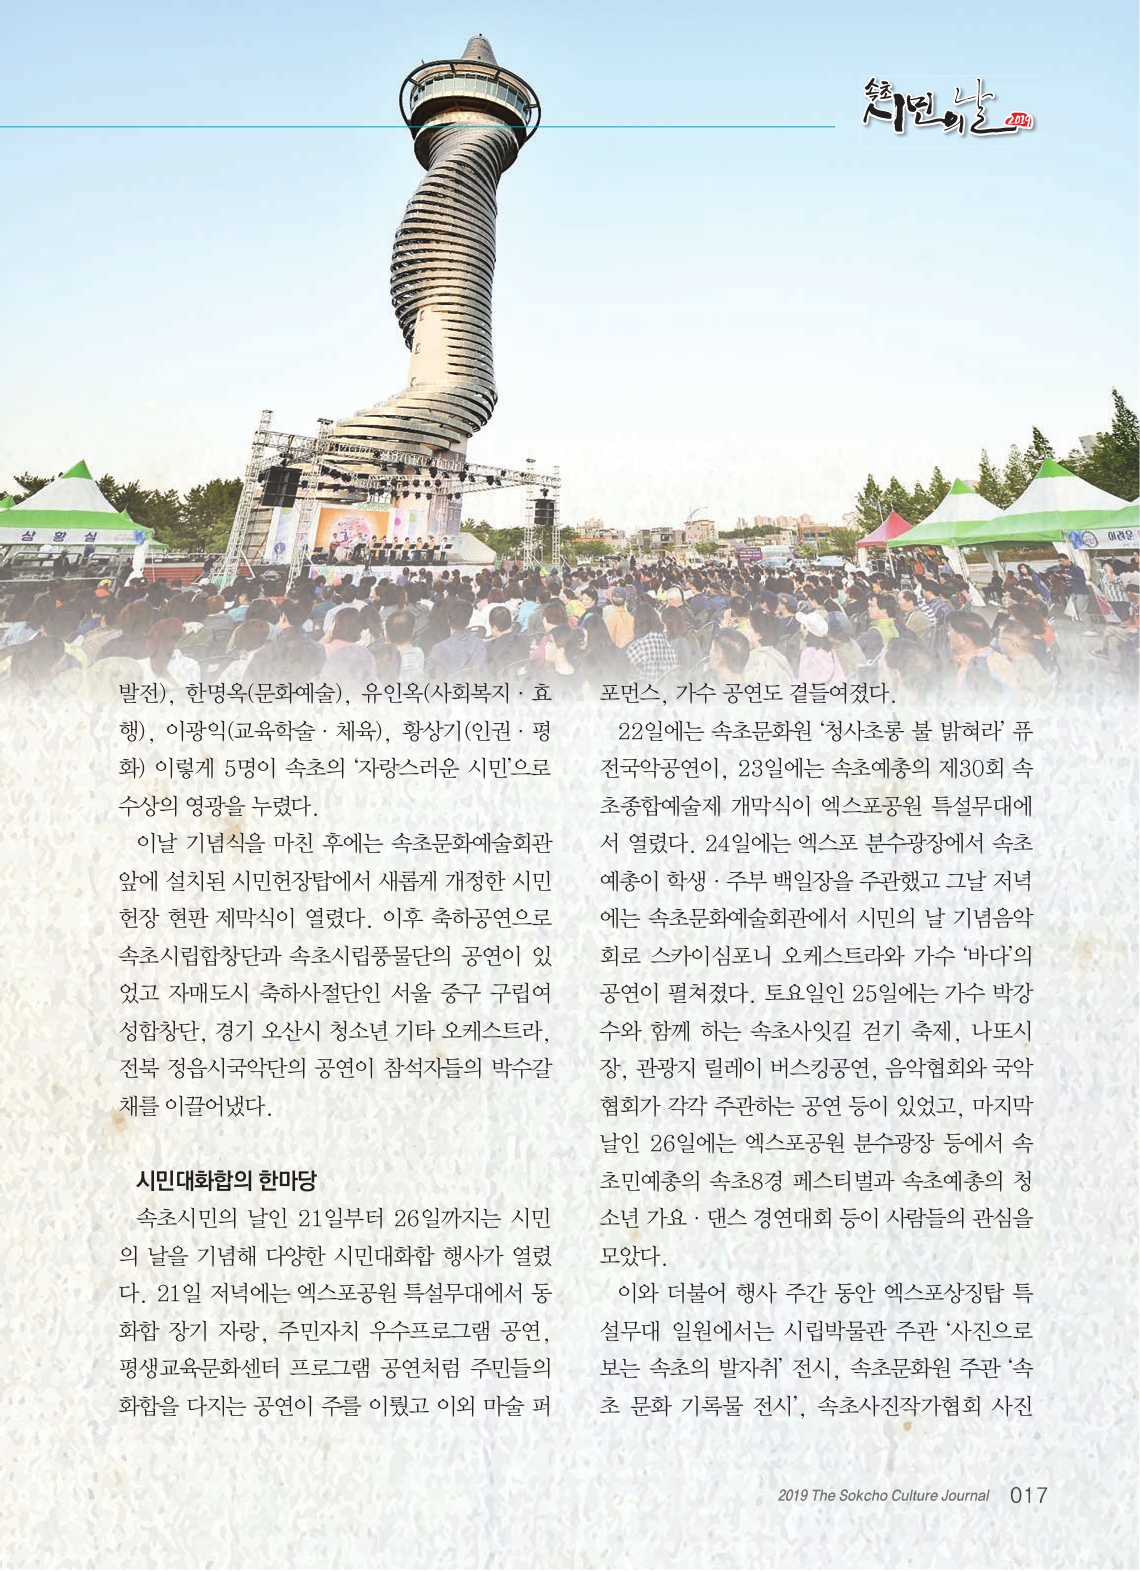 속초
시민의 날
2019
SOKCHO
상황실
발전), 한명옥(문화예술), 유인옥(사회복지 · 효
행), 이광익(교육학술 · 체육), 황상기(인권 · 평
화) 이렇게 5명이 속초의 ‘자랑스러운 시민’으로
수상의 영광을 누렸다.
이날 기념식을 마친 후에는 속초문화예술회관
앞에 설치된 시민헌장탑에서 새롭게 개정한 시민
헌장 현판 제막식이 열렸다. 이후 축하공연으로
속초시립합창단과 속초시립풍물단의 공연이 있
었고 자매도시 축하사절단인 서울 중구 구립여
성합창단, 경기 오산시 청소년 기타 오케스트라,
전북 정읍시국악단의 공연이 참석자들의 박수갈
채를 이끌어냈다.
시민대화합의 한마당
속초시민의 날인 21일부터 26일까지는 시민
의 날을 기념해 다양한 시민대화합 행사가 열렸
다. 21일 저녁에는 엑스포공원 특설무대에서 동
화합 장기 자랑, 주민자치 우수프로그램 공연,
평생교육문화센터 프로그램 공연처럼 주민들의
화합을 다지는 공연이 주를 이뤘고 이외 마술 퍼
포먼스, 가수 공연도 곁들여졌다.
22일에는 속초문화원 ‘청사초롱 불 밝혀라’ 퓨
전국악공연이, 23일에는 속초예총의 제30회 속
초종합예술제 개막식이 엑스포공원 특설무대에
서 열렸다. 24일에는 엑스포 분수광장에서 속초
예총이 학생 · 주부 백일장을 주관했고 그날 저녁
에는 속초문화예술회관에서 시민의 날 기념음악
회로 스카이심포니 오케스트라와 가수 ‘바다’의
공연이 펼쳐졌다. 토요일인 25일에는 가수 박강
수와 함께 하는 속초사잇길 걷기 축제, 나또시
장, 관광지 릴레이 버스킹공연, 음악협회와 국악
협회가 각각 주관하는 공연 등이 있었고, 마지막
날인 26일에는 엑스포공원 분수광장 등에서 속
초민예총의 속초8경 페스티벌과 속초예총의 청
소년 가요 · 댄스 경연대회 등이 사람들의 관심을
모았다.
이와 더불어 행사 주간 동안 엑스포상징탑 특
설무대 일원에서는 시립박물관 주관 ‘사진으로
보는 속초의 발자취’ 전시, 속초문화원 주관 ‘속
초 문화 기록물 전시’, 속초사진작가협회 사진
2019 The Sokcho Culture Journal 017